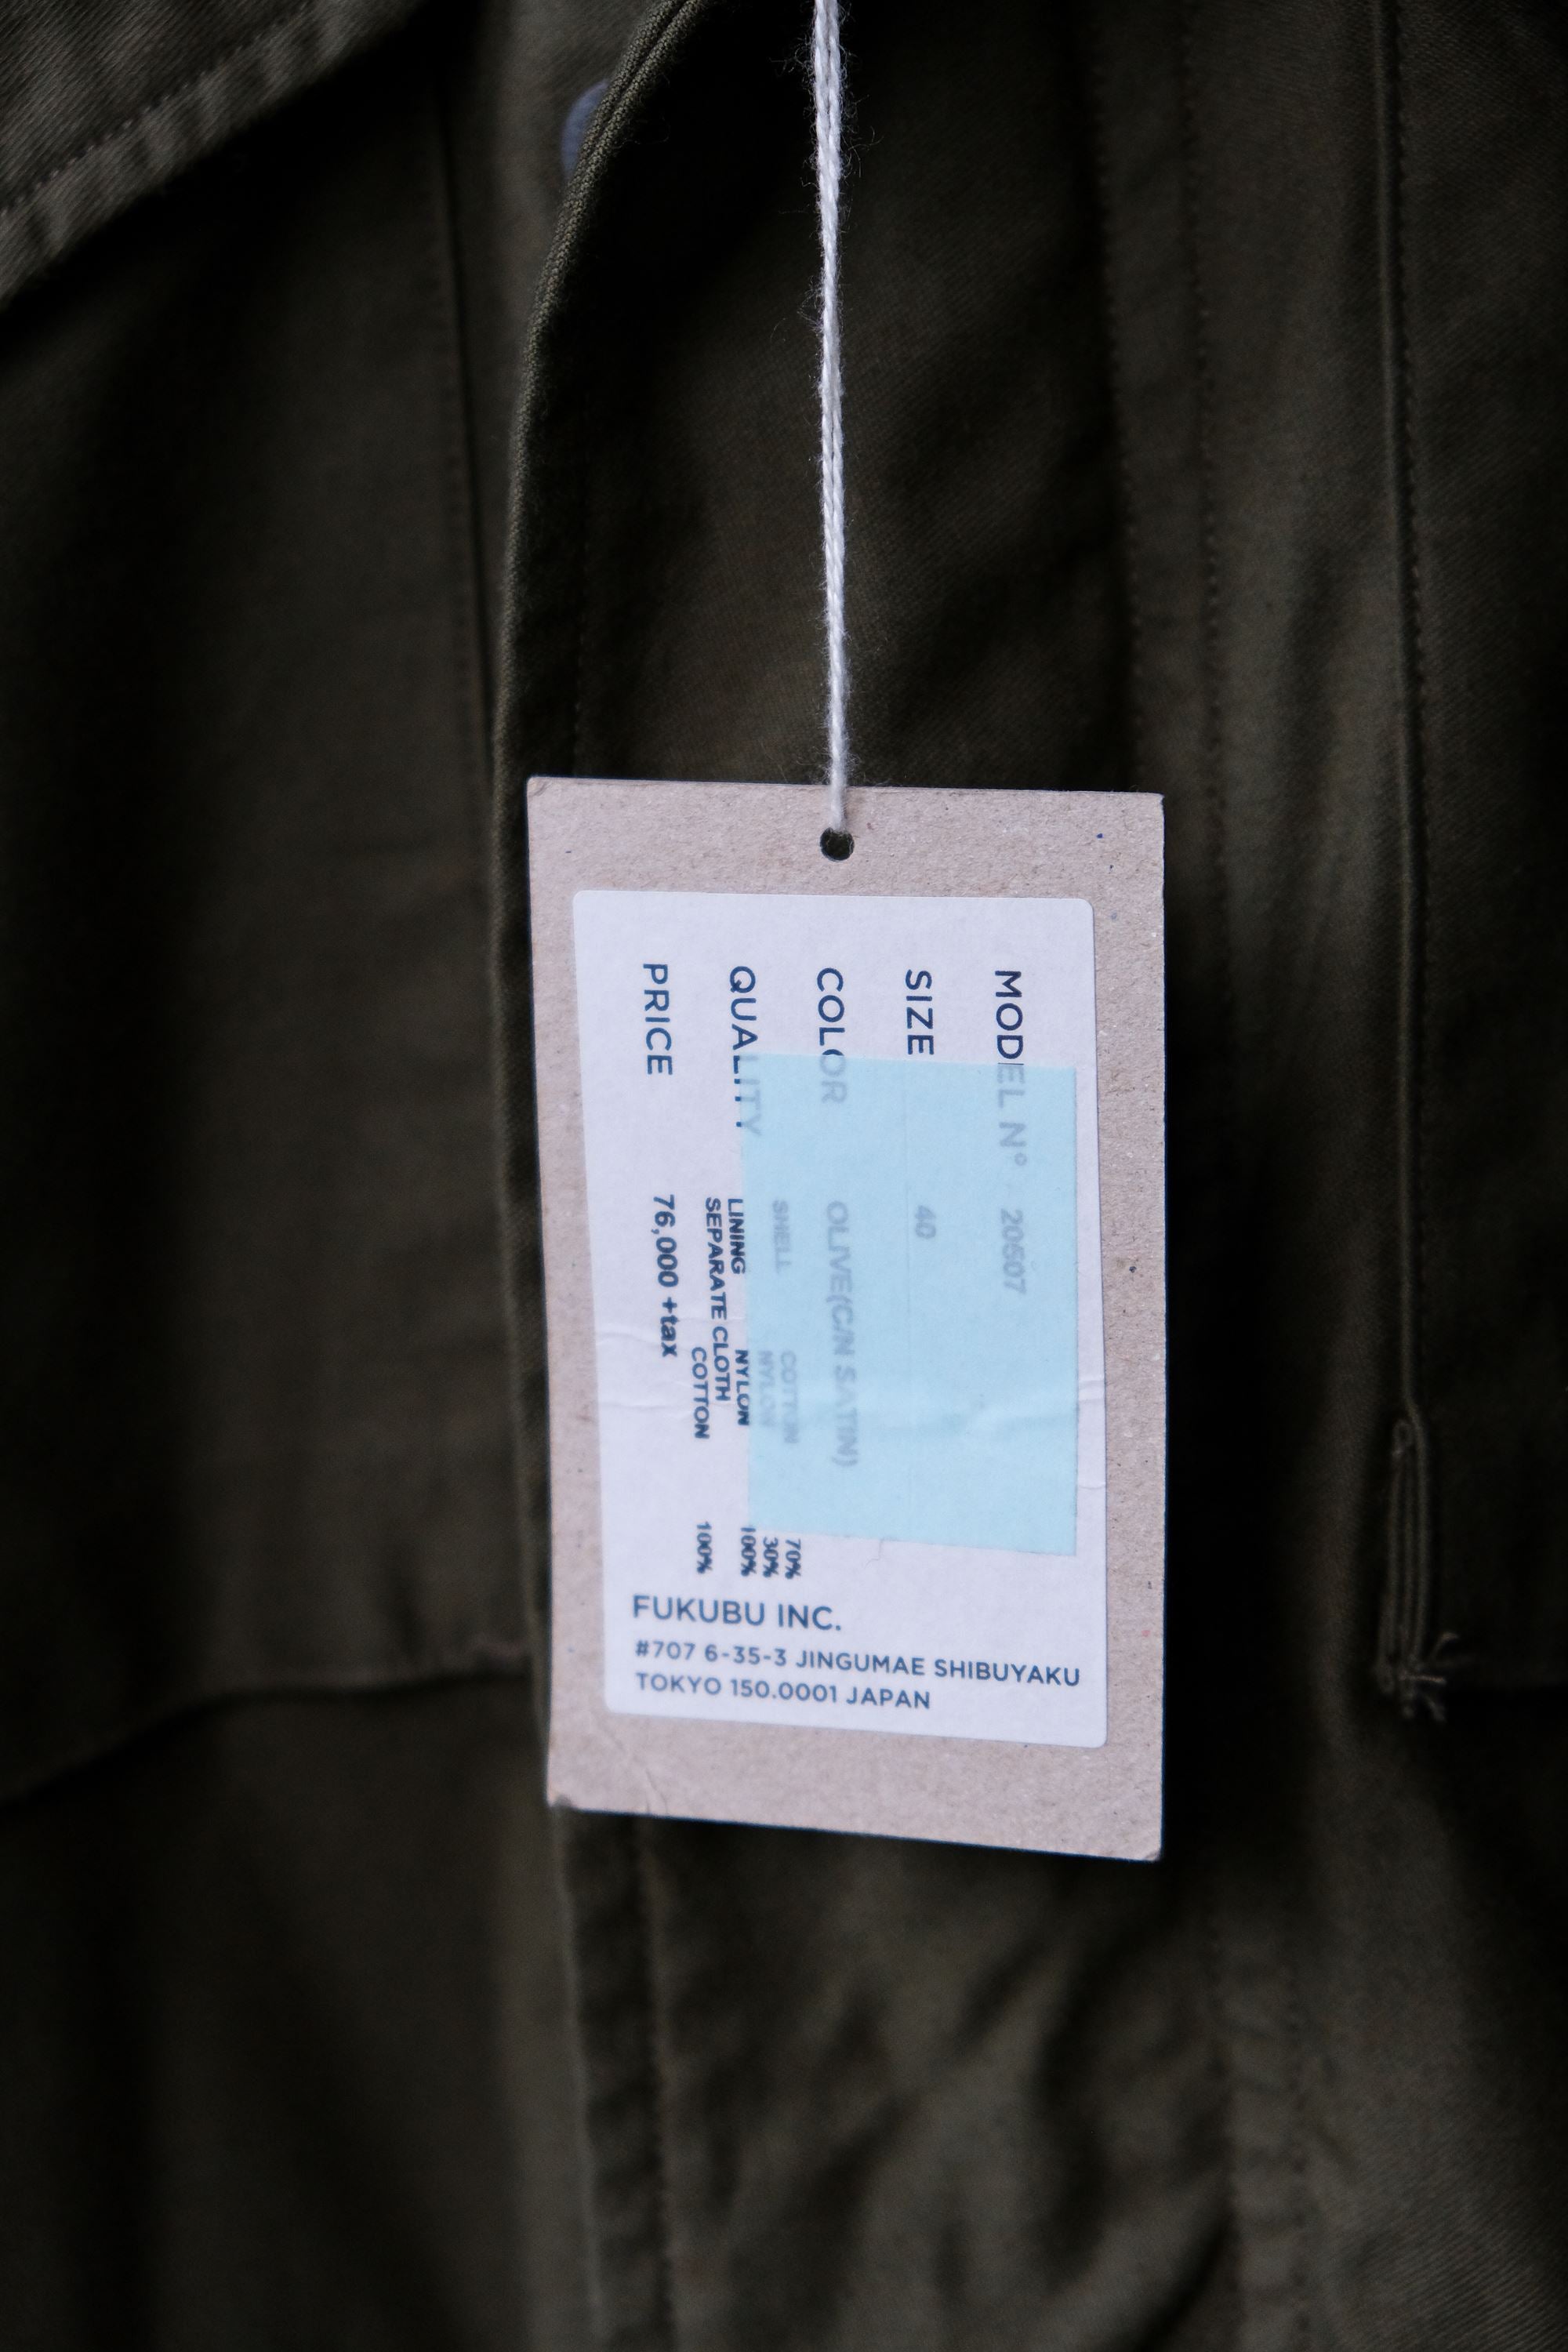 MODEL N° 20507
SIZE 40
COLOR OLIVE(C/N SATIN)
QUALITY SHELL COTTON 70%
NYLON 30%
LINING NYLON 100%
SEPARATE CLOTH
COTTON 100%
PRICE 76,000 +tax
FUKUBU INC.
#707 6-35-3 JINGUMAE SHIBUYAKU
TOKYO 150.0001 JAPAN